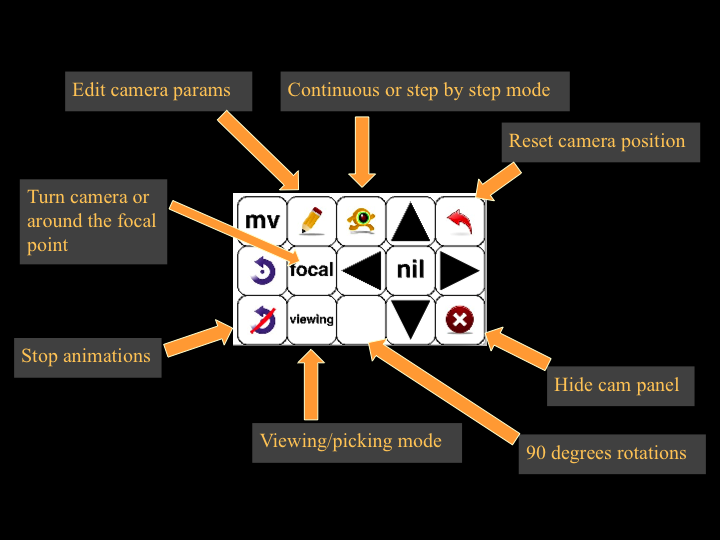 Edit camera params
Continuous or step by step mode
Reset camera position
Turn camera or
around the focal
point
mv
focal
nil
viewing
Stop animations
Hide cam panel
Viewing/picking mode
90 degrees rotations